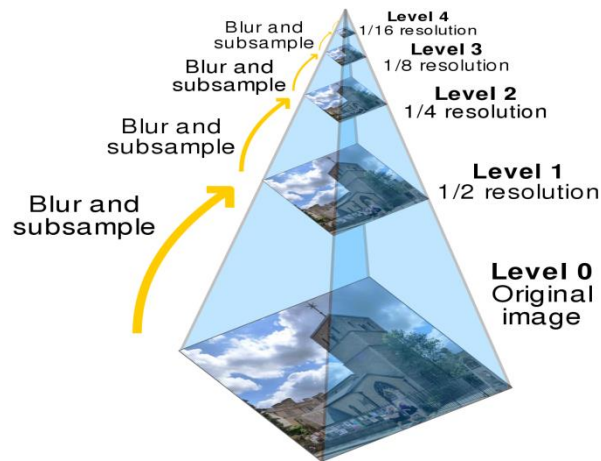 Level 4
1/16 resolution
Blur and
subsample
Level 3
1/8 resolution
Blur and
subsample
Level 2
1/4 resolution
Blur and
subsample
Level 1
1/2 resolution
Blur and
subsample
Level 0
Original
image